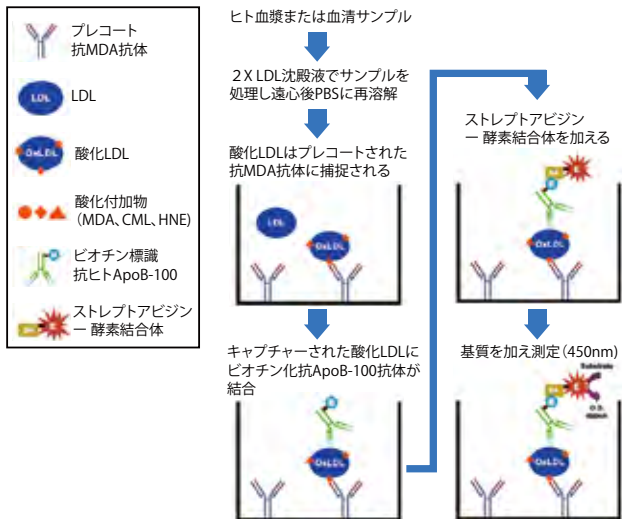 プレコート
抗MDA抗体
LDL
LDL
OxLDL
酸化LDL
酸化付加物
（MDA、CML、HNE）
ビオチン標識
抗ヒトApoB-100
ストレプトアビジン
ー 酵素結合体
ヒト血漿または血清サンプル
２X LDL沈殿液でサンプルを
処理し遠心後PBSに再溶解
酸化LDLはプレコートされた
抗MDA抗体に捕捉される
LDL
OxLDL
キャプチャーされた酸化LDLに
ビオチン化抗ApoB-100抗体が
結合
OxLDL
ストレプトアビジン
ー 酵素結合体を加える
SA
E
OxLDL
基質を加え測定（450nm）
Substrate
SA
E
O.D.
450nm
OxLDL